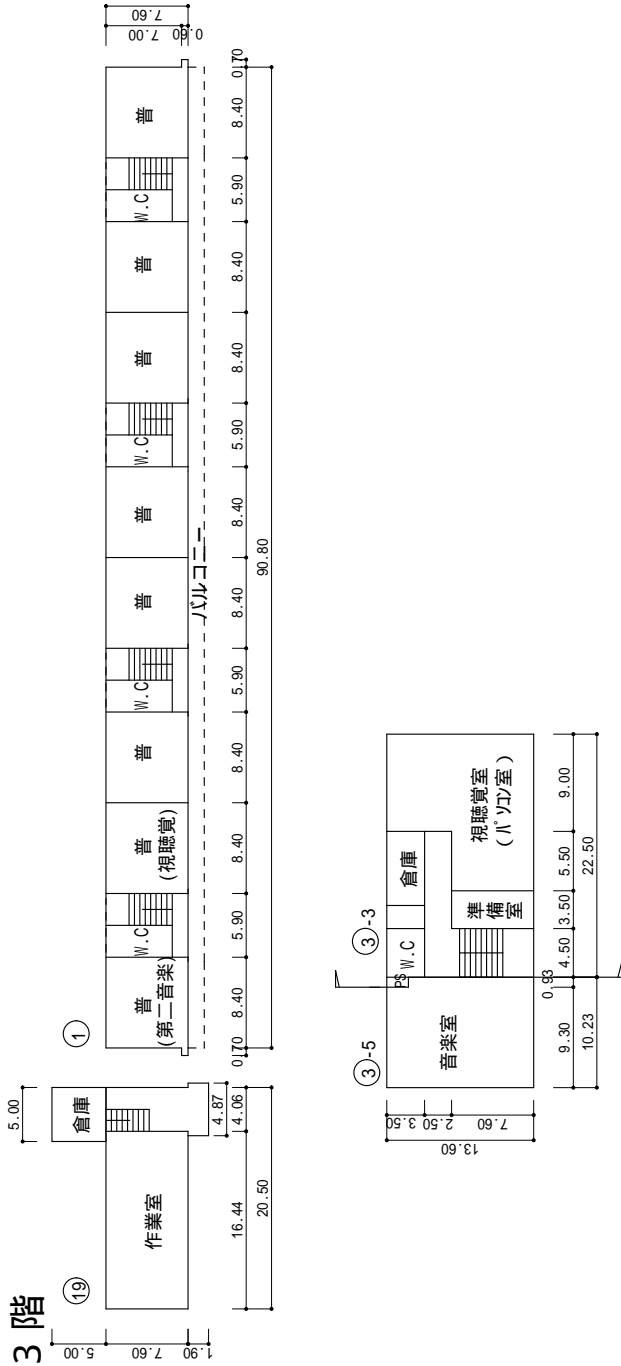 3 階
19
作業室
倉庫
5.00
5.00
7.60
1.90
16.44
4.06
4.87
20.50
1
普
(第二音楽)
W.C
普
(視聴覚)
普
W.C
普
普
W.C
普
普
W.C
普
バルコニー
0.70
8.40
5.90
8.40
8.40
5.90
8.40
8.40
5.90
8.40
8.40
5.90
8.40
0.70
90.80
7.60
7.00
0.60
3-5
音楽室
3-3
PS
W.C
倉庫
準備室
視聴覚室
(パソコン室)
3.50
2.50
7.60
13.60
9.30
0.93
4.50
3.50
5.50
9.00
10.23
22.50